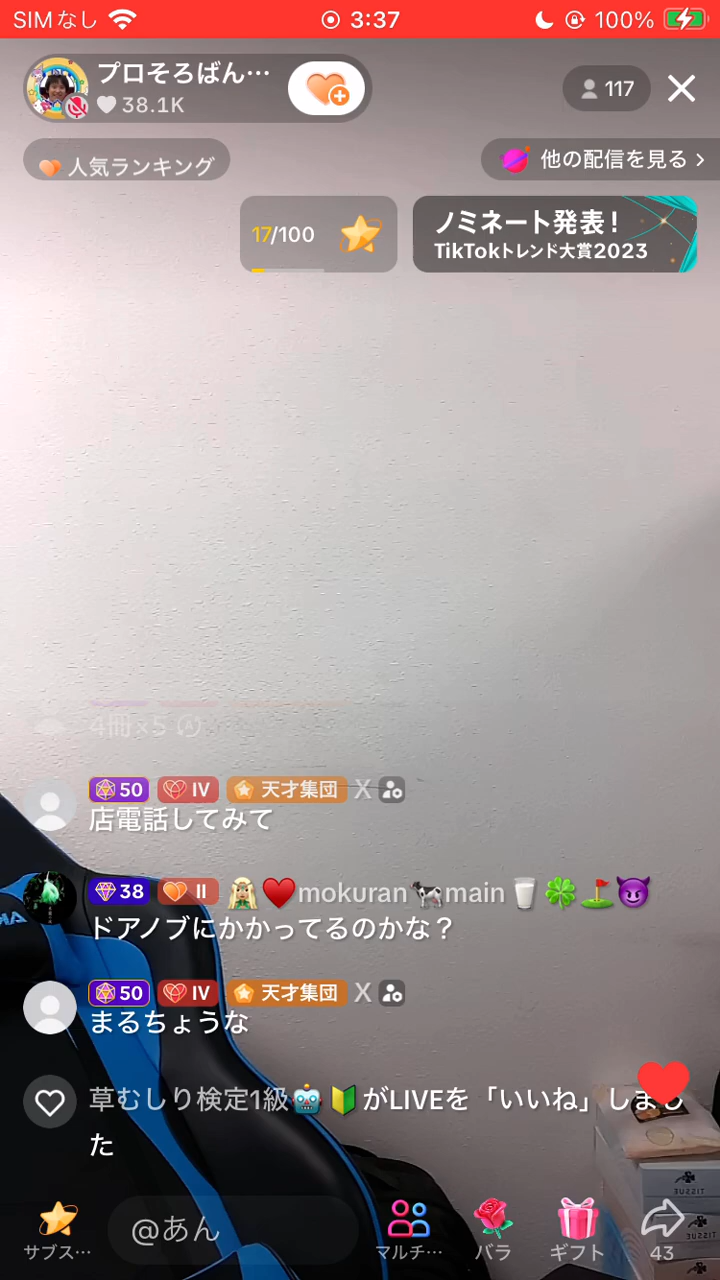 SIMなし 3:37 100%
プロそろばん…
38.1K
117
人気ランキング
他の配信を見る
17/100
ノミネート発表！
TikTokトレンド大賞2023
4冊×5
50 IV 天才集団 X
店電話してみて
38 II mokuran🐄main🥛🍀⛳😈
ドアノブにかかってるのかな？
50 IV 天才集団 X
まるちょうな
草むしり検定1級🤖🔰がLIVEを「いいね」しまし
た
TISSUE
@あん
サブス… マルチ… バラ ギフト 43